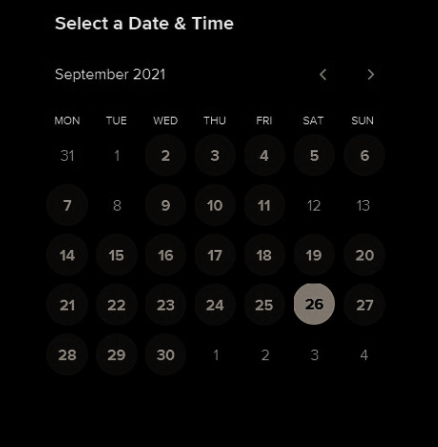 Select a Date & Time
September 2021
MON TUE WED THU FRI SAT SUN
31 1 2 3 4 5 6
7 8 9 10 11 12 13
14 15 16 17 18 19 20
21 22 23 24 25 26 27
28 29 30 1 2 3 4